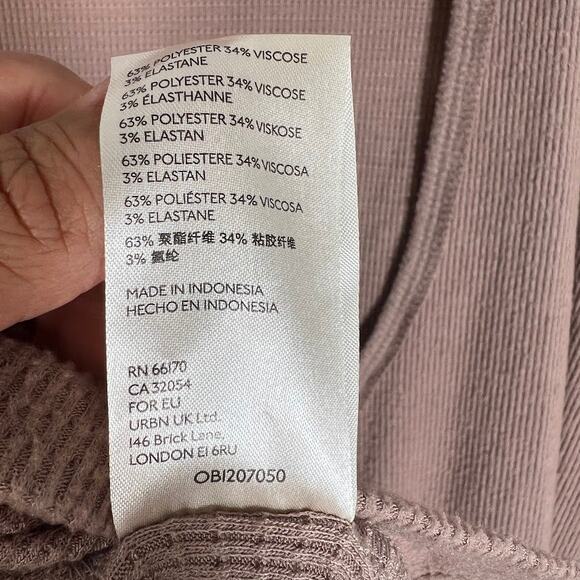 63% POLYESTER 34% VISCOSE
3% ELASTANE
63% POLYESTER 34% VISCOSE
3% ÉLASTHANNE
63% POLYESTER 34% VISKOSE
3% ELASTAN
63% POLIESTERE 34% VISCOSA
3% ELASTAN
63% POLIÉSTER 34% VISCOSA
3% ELASTANE
63% 聚酯纤维 34% 粘胶纤维
3% 氨纶
MADE IN INDONESIA
HECHO EN INDONESIA
RN 66170
CA 32054
FOR EU
URBN UK Ltd.
146 Brick Lane,
LONDON E1 6RU
OB1207050